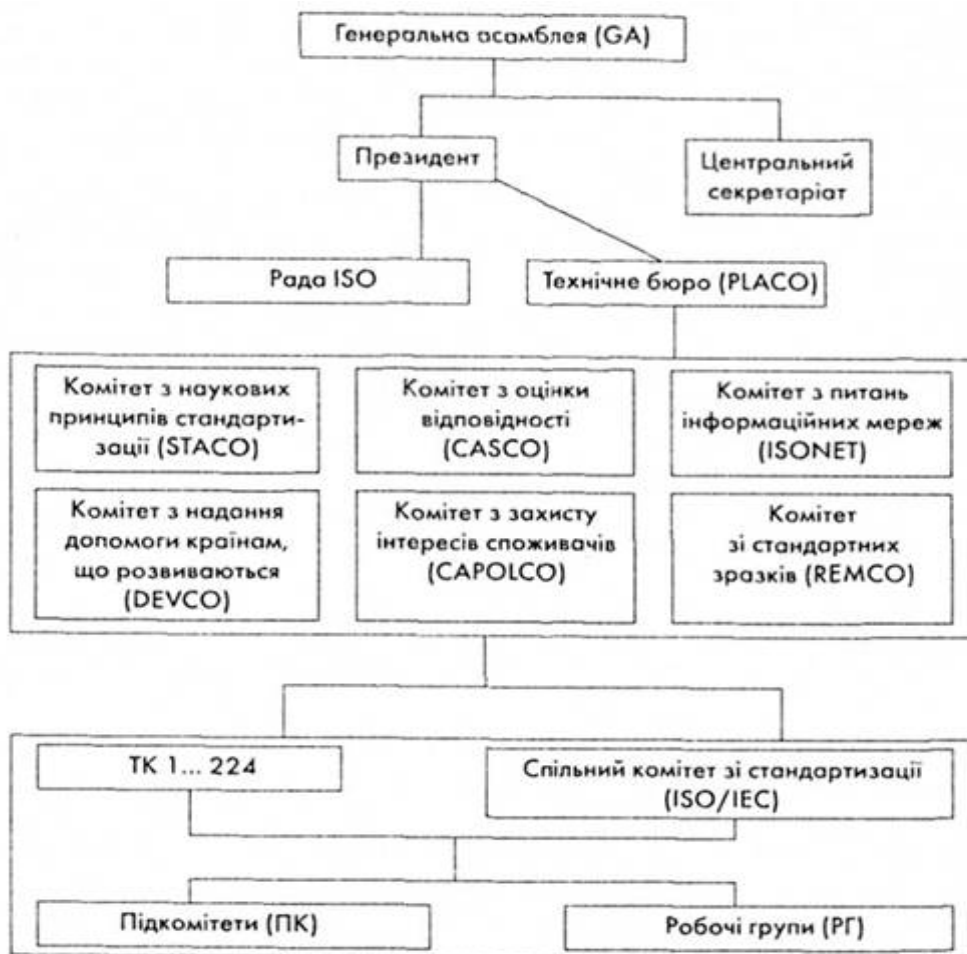 Генеральна асамблея (GA)
Президент
Центральний
секретаріат
Рада ISO
Технічне бюро (PLACO)
Комітет з наукових
принципів стандарти-
зації (STACO)
Комітет з оцінки
відповідності
(CASCO)
Комітет з питань
інформаційних мереж
(ISONET)
Комітет з надання
допомоги країнам,
що розвиваються
(DEVCO)
Комітет з захисту
інтересів споживачів
(CAPOLCO)
Комітет
зі стандартних
зразків (REMCO)
ТК 1... 224
Спільний комітет зі стандартизації
(ISO/IEC)
Підкомітети (ПК)
Робочі групи (РГ)